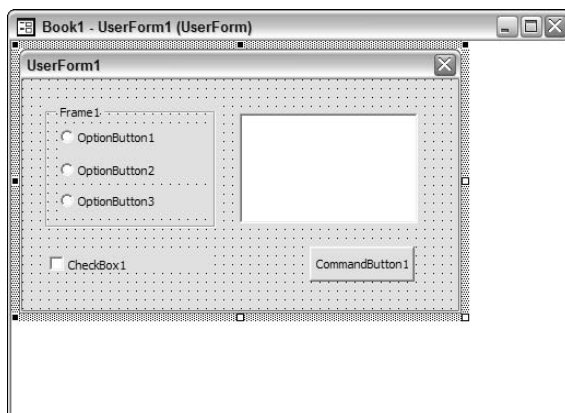 Book1 - UserForm1 (UserForm)
UserForm1
Frame1
OptionButton1
OptionButton2
OptionButton3
CheckBox1
CommandButton1